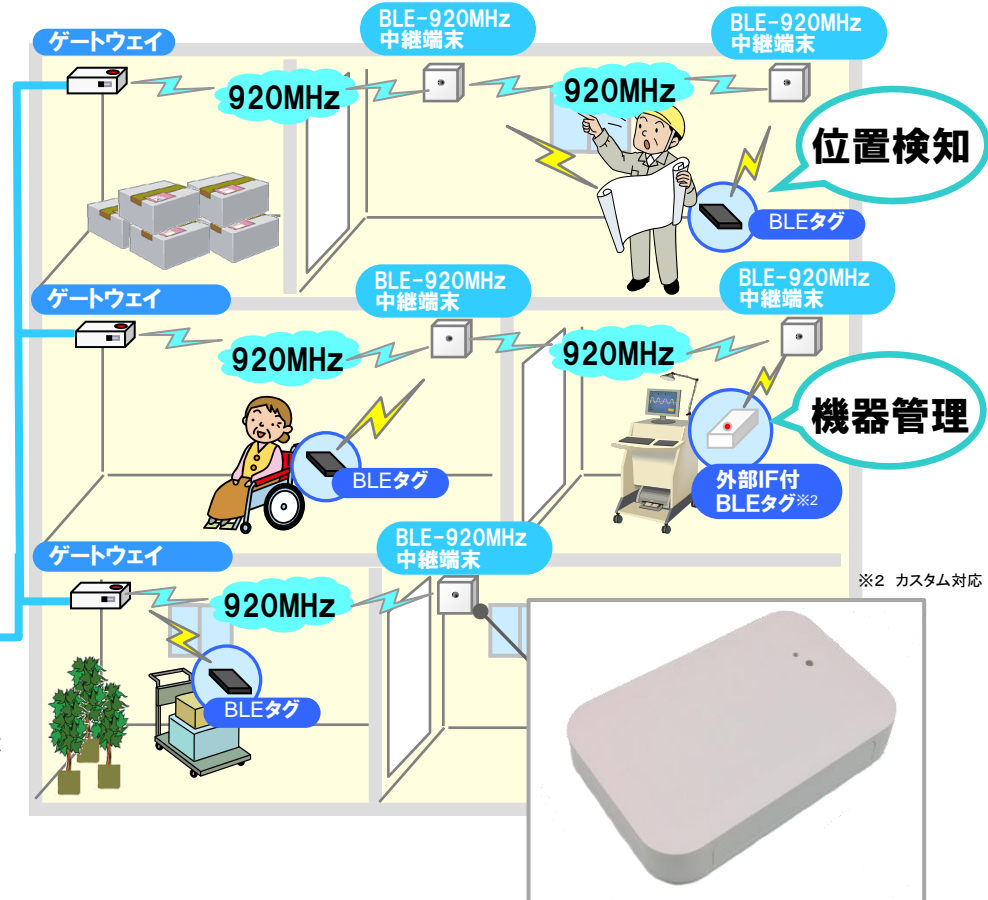 BLE-920MHz
中継端末
BLE-920MHz
中継端末
ゲートウェイ
920MHz
920MHz
位置検知
BLEタグ
BLE-920MHz
中継端末
BLE-920MHz
中継端末
ゲートウェイ
920MHz
920MHz
機器管理
BLEタグ
外部IF付
BLEタグ※2
BLE-920MHz
中継端末
ゲートウェイ
※2 カスタム対応
920MHz
BLEタグ